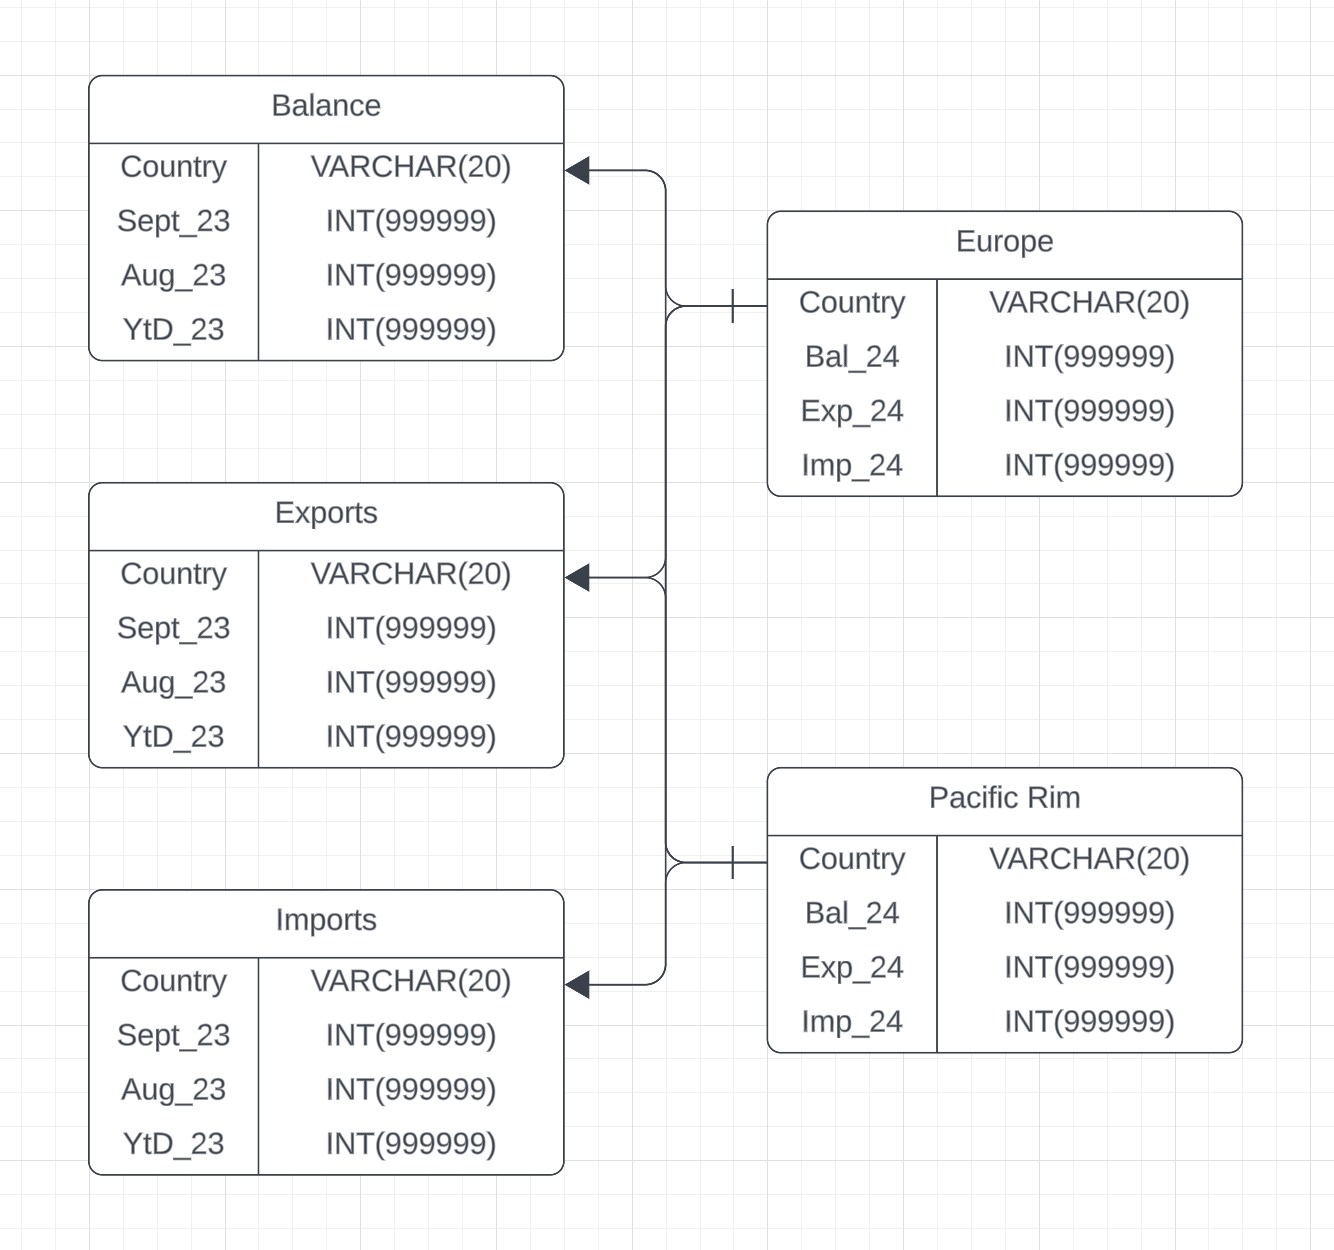 Balance
Country VARCHAR(20)
Sept_23 INT(999999)
Aug_23 INT(999999)
YtD_23 INT(999999)
Exports
Country VARCHAR(20)
Sept_23 INT(999999)
Aug_23 INT(999999)
YtD_23 INT(999999)
Imports
Country VARCHAR(20)
Sept_23 INT(999999)
Aug_23 INT(999999)
YtD_23 INT(999999)
Europe
Country VARCHAR(20)
Bal_24 INT(999999)
Exp_24 INT(999999)
Imp_24 INT(999999)
Pacific Rim
Country VARCHAR(20)
Bal_24 INT(999999)
Exp_24 INT(999999)
Imp_24 INT(999999)